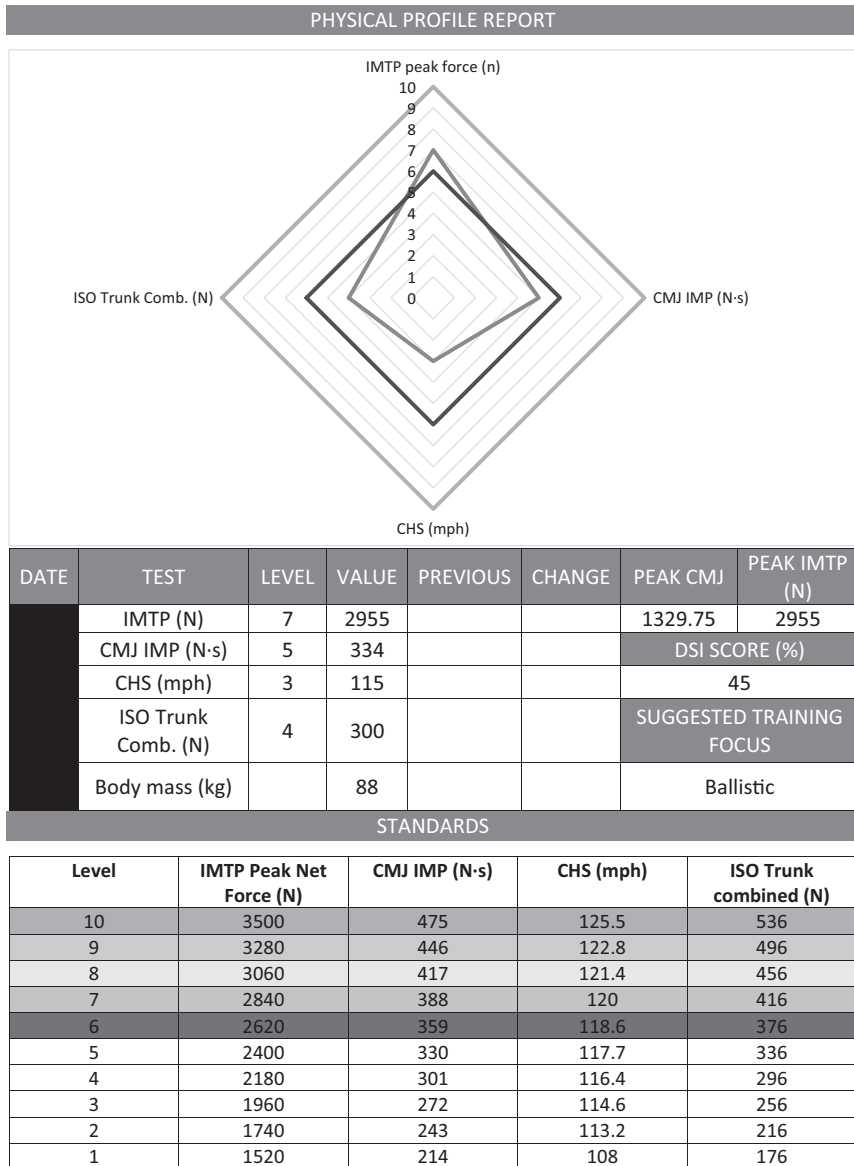 PHYSICAL PROFILE REPORT
IMTP peak force (n)
10
9
8
7
6
5
4
3
2
1
0
ISO Trunk Comb. (N)
CMJ IMP (N·s)
CHS (mph)
DATE TEST LEVEL VALUE PREVIOUS CHANGE PEAK CMJ PEAK IMTP
(N)
IMTP (N) 7 2955 1329.75 2955
CMJ IMP (N·s) 5 334 DSI SCORE (%)
CHS (mph) 3 115 45
ISO Trunk
Comb. (N) 4 300 SUGGESTED TRAINING
FOCUS
Body mass (kg) 88 Ballistic
STANDARDS
Level IMTP Peak Net
Force (N) CMJ IMP (N·s) CHS (mph) ISO Trunk
combined (N)
10 3500 475 125.5 536
9 3280 446 122.8 496
8 3060 417 121.4 456
7 2840 388 120 416
6 2620 359 118.6 376
5 2400 330 117.7 336
4 2180 301 116.4 296
3 1960 272 114.6 256
2 1740 243 113.2 216
1 1520 214 108 176